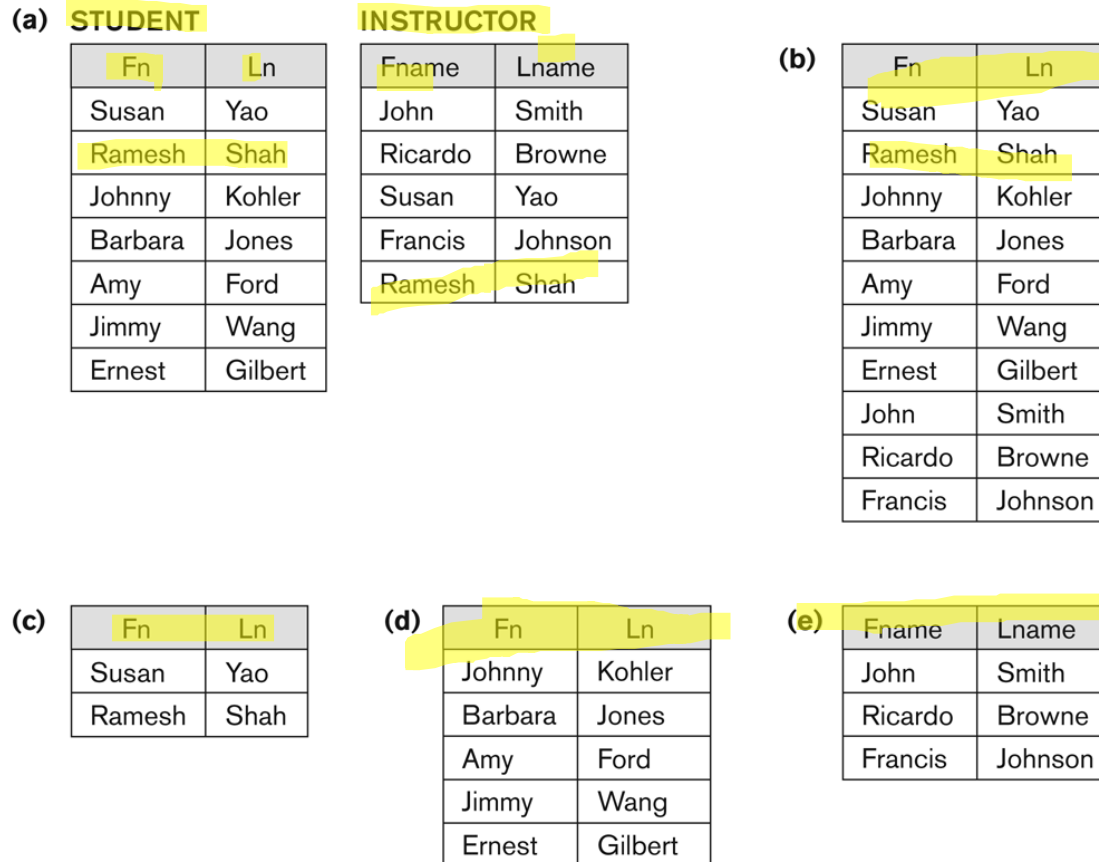 (a) STUDENT
Fn Ln
Susan Yao
Ramesh Shah
Johnny Kohler
Barbara Jones
Amy Ford
Jimmy Wang
Ernest Gilbert
INSTRUCTOR
Fname Lname
John Smith
Ricardo Browne
Susan Yao
Francis Johnson
Ramesh Shah
(b)
Fn Ln
Susan Yao
Ramesh Shah
Johnny Kohler
Barbara Jones
Amy Ford
Jimmy Wang
Ernest Gilbert
John Smith
Ricardo Browne
Francis Johnson
(c)
Fn Ln
Susan Yao
Ramesh Shah
(d)
Fn Ln
Johnny Kohler
Barbara Jones
Amy Ford
Jimmy Wang
Ernest Gilbert
(e)
Fname Lname
John Smith
Ricardo Browne
Francis Johnson